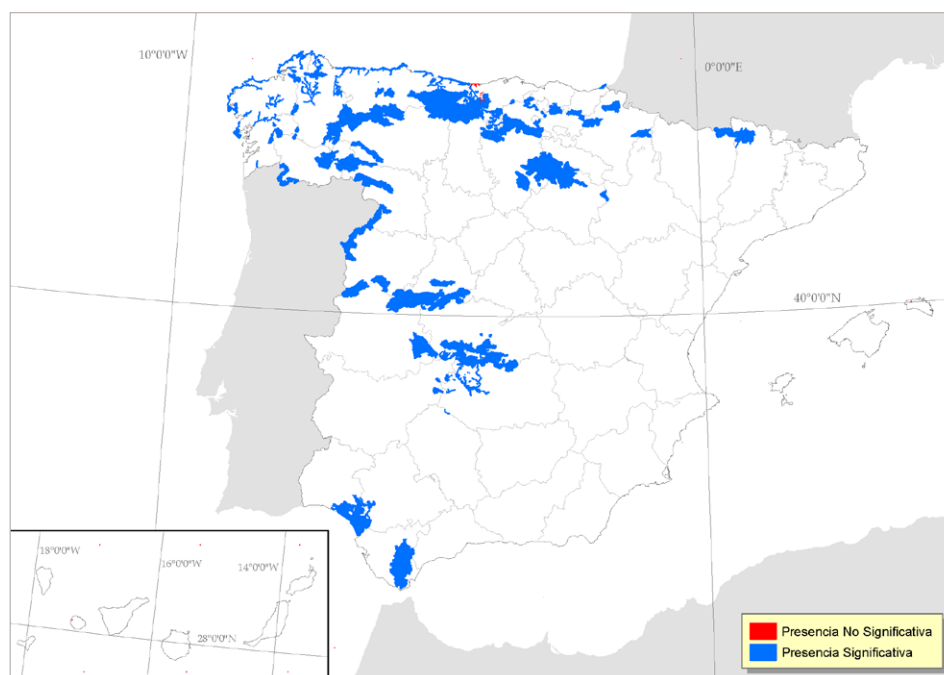 10°0'0"W
0°0'0"E
40°0'0"N
18°0'0"W
16°0'0"W
14°0'0"W
28°0'0"N
Presencia No Significativa
Presencia Significativa